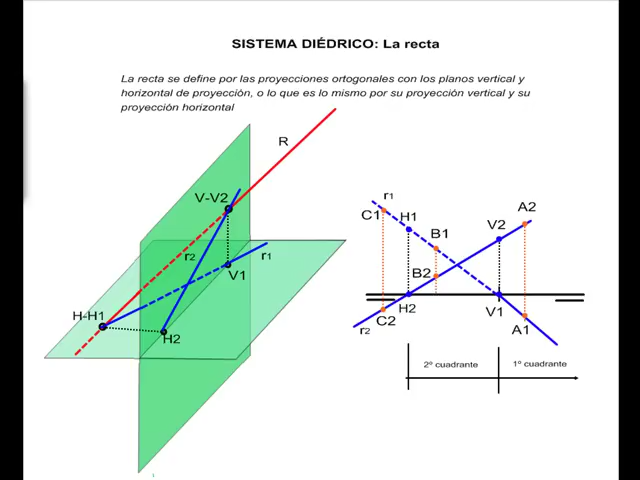 SISTEMA DIÉDRICO: La recta
La recta se define por las proyecciones ortogonales con los planos vertical y
horizontal de proyección, o lo que es lo mismo por su proyección vertical y su
proyección horizontal
R
V-V2
r2
r1
V1
H-H1
H2
r1
C1
H1
B1
V2
A2
B2
H2
V1
C2
r2
A1
2º cuadrante
1º cuadrante